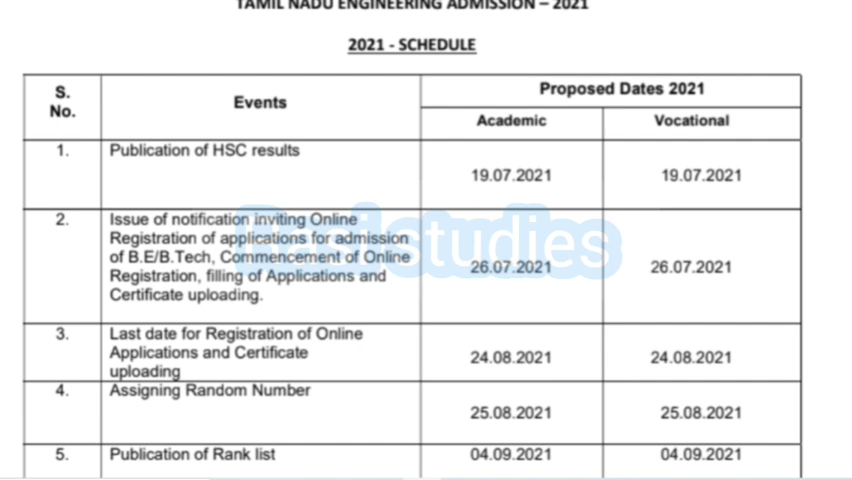 TAMIL NADU ENGINEERING ADMISSION – 2021
2021 - SCHEDULE
S. No. Events Proposed Dates 2021
Academic Vocational
1. Publication of HSC results
19.07.2021 19.07.2021
2. Issue of notification inviting Online
Registration of applications for admission
of B.E/B.Tech, Commencement of Online
Registration, filling of Applications and
Certificate uploading.
26.07.2021 26.07.2021
3. Last date for Registration of Online
Applications and Certificate
uploading
24.08.2021 24.08.2021
4. Assigning Random Number
25.08.2021 25.08.2021
5. Publication of Rank list 04.09.2021 04.09.2021